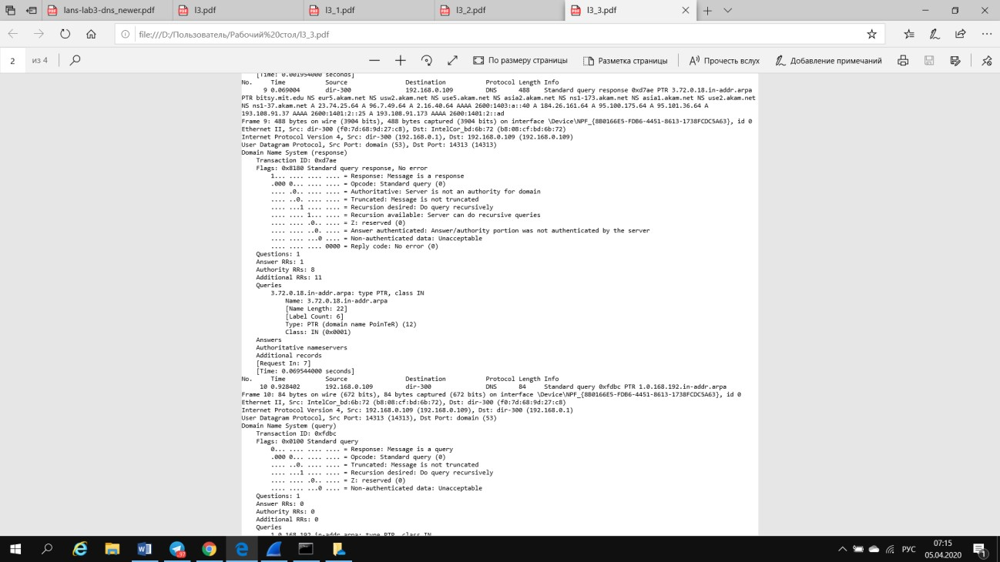 lans-lab3-dns_newer.pdf
l3.pdf
l3_1.pdf
l3_2.pdf
l3_3.pdf
file:///D:/Пользователь/Рабочий%20стол/l3_3.pdf
2 из 4
По размеру страницы
Разметка страницы
Прочесть вслух
Добавление примечаний
[Time: 0.001954000 seconds]
No. Time Source Destination Protocol Length Info
9 0.069004 dir-300 192.168.0.109 DNS 488 Standard query response 0xd7ae PTR 3.72.0.18.in-addr.arpa
PTR bitsy.mit.edu NS eur5.akam.net NS usw2.akam.net NS use5.akam.net NS asia2.akam.net NS ns1-173.akam.net NS asia1.akam.net NS use2.akam.net
NS ns1-37.akam.net A 23.74.25.64 A 96.7.49.64 A 2.16.40.64 AAAA 2600:1403:a::40 A 184.26.161.64 A 95.100.175.64 A 95.101.36.64 A
193.108.91.37 AAAA 2600:1401:2::25 A 193.108.91.173 AAAA 2600:1401:2::ad
Frame 9: 488 bytes on wire (3904 bits), 488 bytes captured (3904 bits) on interface \Device\NPF_{8B0166E5-FDB6-4451-8613-1738FCDC5A63}, id 0
Ethernet II, Src: dir-300 (f0:7d:68:9d:27:c8), Dst: IntelCor_bd:6b:72 (b8:08:cf:bd:6b:72)
Internet Protocol Version 4, Src: dir-300 (192.168.0.1), Dst: 192.168.0.109 (192.168.0.109)
User Datagram Protocol, Src Port: domain (53), Dst Port: 14313 (14313)
Domain Name System (response)
Transaction ID: 0xd7ae
Flags: 0x8180 Standard query response, No error
1... .... .... .... = Response: Message is a response
.000 0... .... .... = Opcode: Standard query (0)
.... .0.. .... .... = Authoritative: Server is not an authority for domain
.... ..0. .... .... = Truncated: Message is not truncated
.... ...1 .... .... = Recursion desired: Do query recursively
.... .... 1... .... = Recursion available: Server can do recursive queries
.... .... .0.. .... = Z: reserved (0)
.... .... ..0. .... = Answer authenticated: Answer/authority portion was not authenticated by the server
.... .... ...0 .... = Non-authenticated data: Unacceptable
.... .... .... 0000 = Reply code: No error (0)
Questions: 1
Answer RRs: 1
Authority RRs: 8
Additional RRs: 11
Queries
3.72.0.18.in-addr.arpa: type PTR, class IN
Name: 3.72.0.18.in-addr.arpa
[Name Length: 22]
[Label Count: 6]
Type: PTR (domain name PoinTeR) (12)
Class: IN (0x0001)
Answers
Authoritative nameservers
Additional records
[Request In: 7]
[Time: 0.069544000 seconds]
No. Time Source Destination Protocol Length Info
10 0.928402 192.168.0.109 dir-300 DNS 84 Standard query 0xfdbc PTR 1.0.168.192.in-addr.arpa
Frame 10: 84 bytes on wire (672 bits), 84 bytes captured (672 bits) on interface \Device\NPF_{8B0166E5-FDB6-4451-8613-1738FCDC5A63}, id 0
Ethernet II, Src: IntelCor_bd:6b:72 (b8:08:cf:bd:6b:72), Dst: dir-300 (f0:7d:68:9d:27:c8)
Internet Protocol Version 4, Src: 192.168.0.109 (192.168.0.109), Dst: dir-300 (192.168.0.1)
User Datagram Protocol, Src Port: 14313 (14313), Dst Port: domain (53)
Domain Name System (query)
Transaction ID: 0xfdbc
Flags: 0x0100 Standard query
0... .... .... .... = Response: Message is a query
.000 0... .... .... = Opcode: Standard query (0)
.... ..0. .... .... = Truncated: Message is not truncated
.... ...1 .... .... = Recursion desired: Do query recursively
.... .... .0.. .... = Z: reserved (0)
.... .... ...0 .... = Non-authenticated data: Unacceptable
Questions: 1
Answer RRs: 0
Authority RRs: 0
Additional RRs: 0
Queries
1.0.168.192.in-addr.arpa: type PTR, class IN
97
РУС
07:15
05.04.2020
1